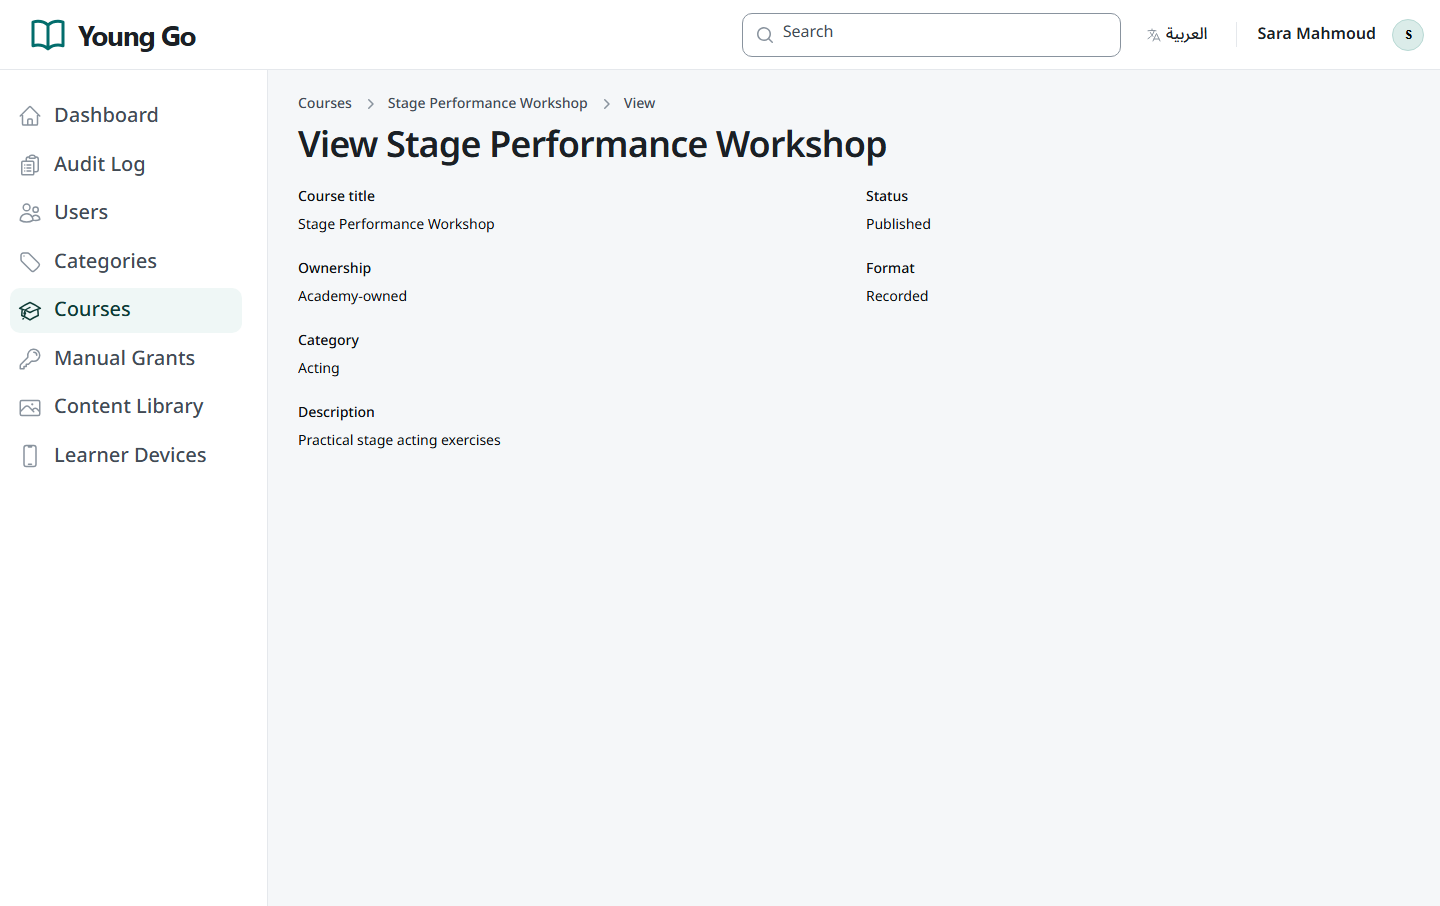 Young Go
Search
العربية
Sara Mahmoud
S
Dashboard
Audit Log
Users
Categories
Courses
Manual Grants
Content Library
Learner Devices
Courses > Stage Performance Workshop > View
View Stage Performance Workshop
Course title
Stage Performance Workshop
Status
Published
Ownership
Academy-owned
Format
Recorded
Category
Acting
Description
Practical stage acting exercises